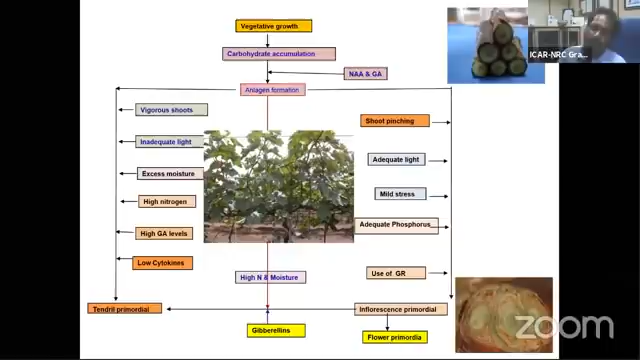 Vegetative growth
Carbohydrate accumulation
NAA & GA
Anlagen formation
Vigorous shoots
Inadequate light
Excess moisture
High nitrogen
High GA levels
Low Cytokines
Shoot pinching
Adequate light
Mild stress
Adequate Phosphorus
Use of GR
High N & Moisture
Tendril primordial
Inflorescence primordial
Gibberellins
Flower primordia
ICAR-NRC Gra...
zoom